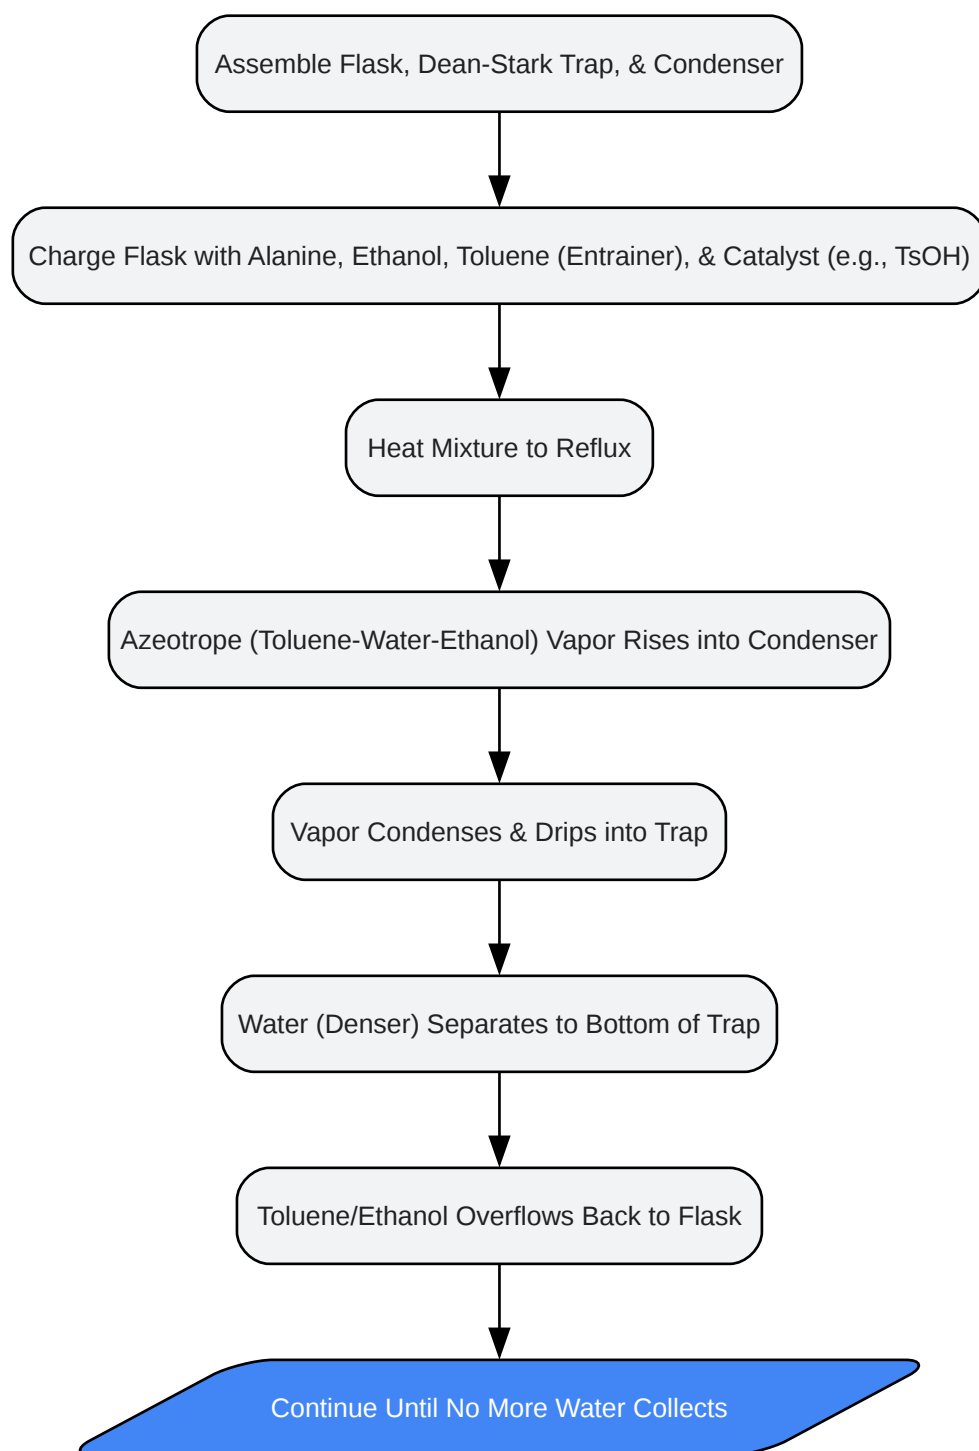 Assemble Flask, Dean-Stark Trap, & Condenser
Charge Flask with Alanine, Ethanol, Toluene (Entrainer), & Catalyst (e.g., TsOH)
Heat Mixture to Reflux
Azeotrope (Toluene-Water-Ethanol) Vapor Rises into Condenser
Vapor Condenses & Drips into Trap
Water (Denser) Separates to Bottom of Trap
Toluene/Ethanol Overflows Back to Flask
Continue Until No More Water Collects